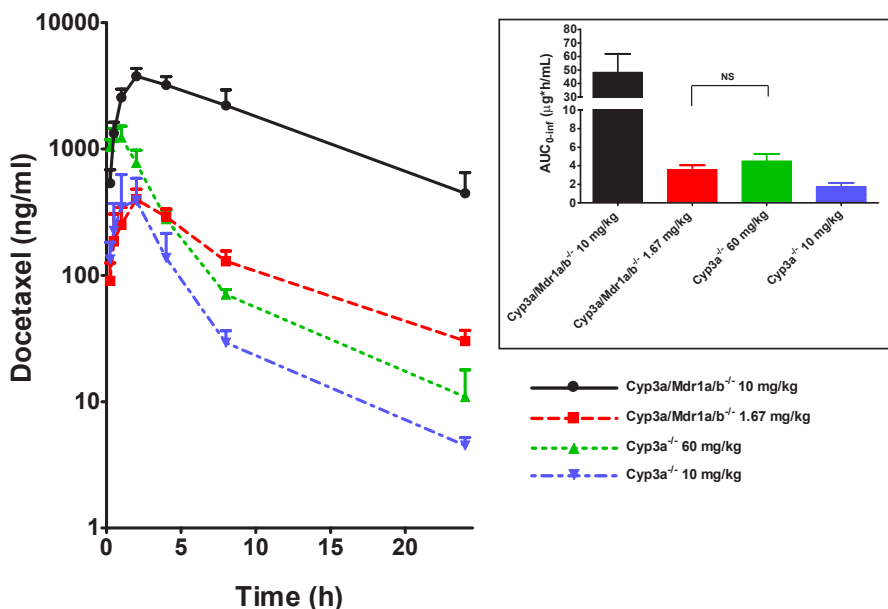 10000
1000
100
10
1
Docetaxel (ng/ml)
0
5
10
15
20
Time (h)
80
70
60
50
40
30
10
8
6
4
2
0
AUC0-inf (µg*h/mL)
NS
Cyp3a/Mdr1a/b-/- 10 mg/kg
Cyp3a/Mdr1a/b-/- 1.67 mg/kg
Cyp3a-/- 60 mg/kg
Cyp3a-/- 10 mg/kg
Cyp3a/Mdr1a/b-/- 10 mg/kg
Cyp3a/Mdr1a/b-/- 1.67 mg/kg
Cyp3a-/- 60 mg/kg
Cyp3a-/- 10 mg/kg